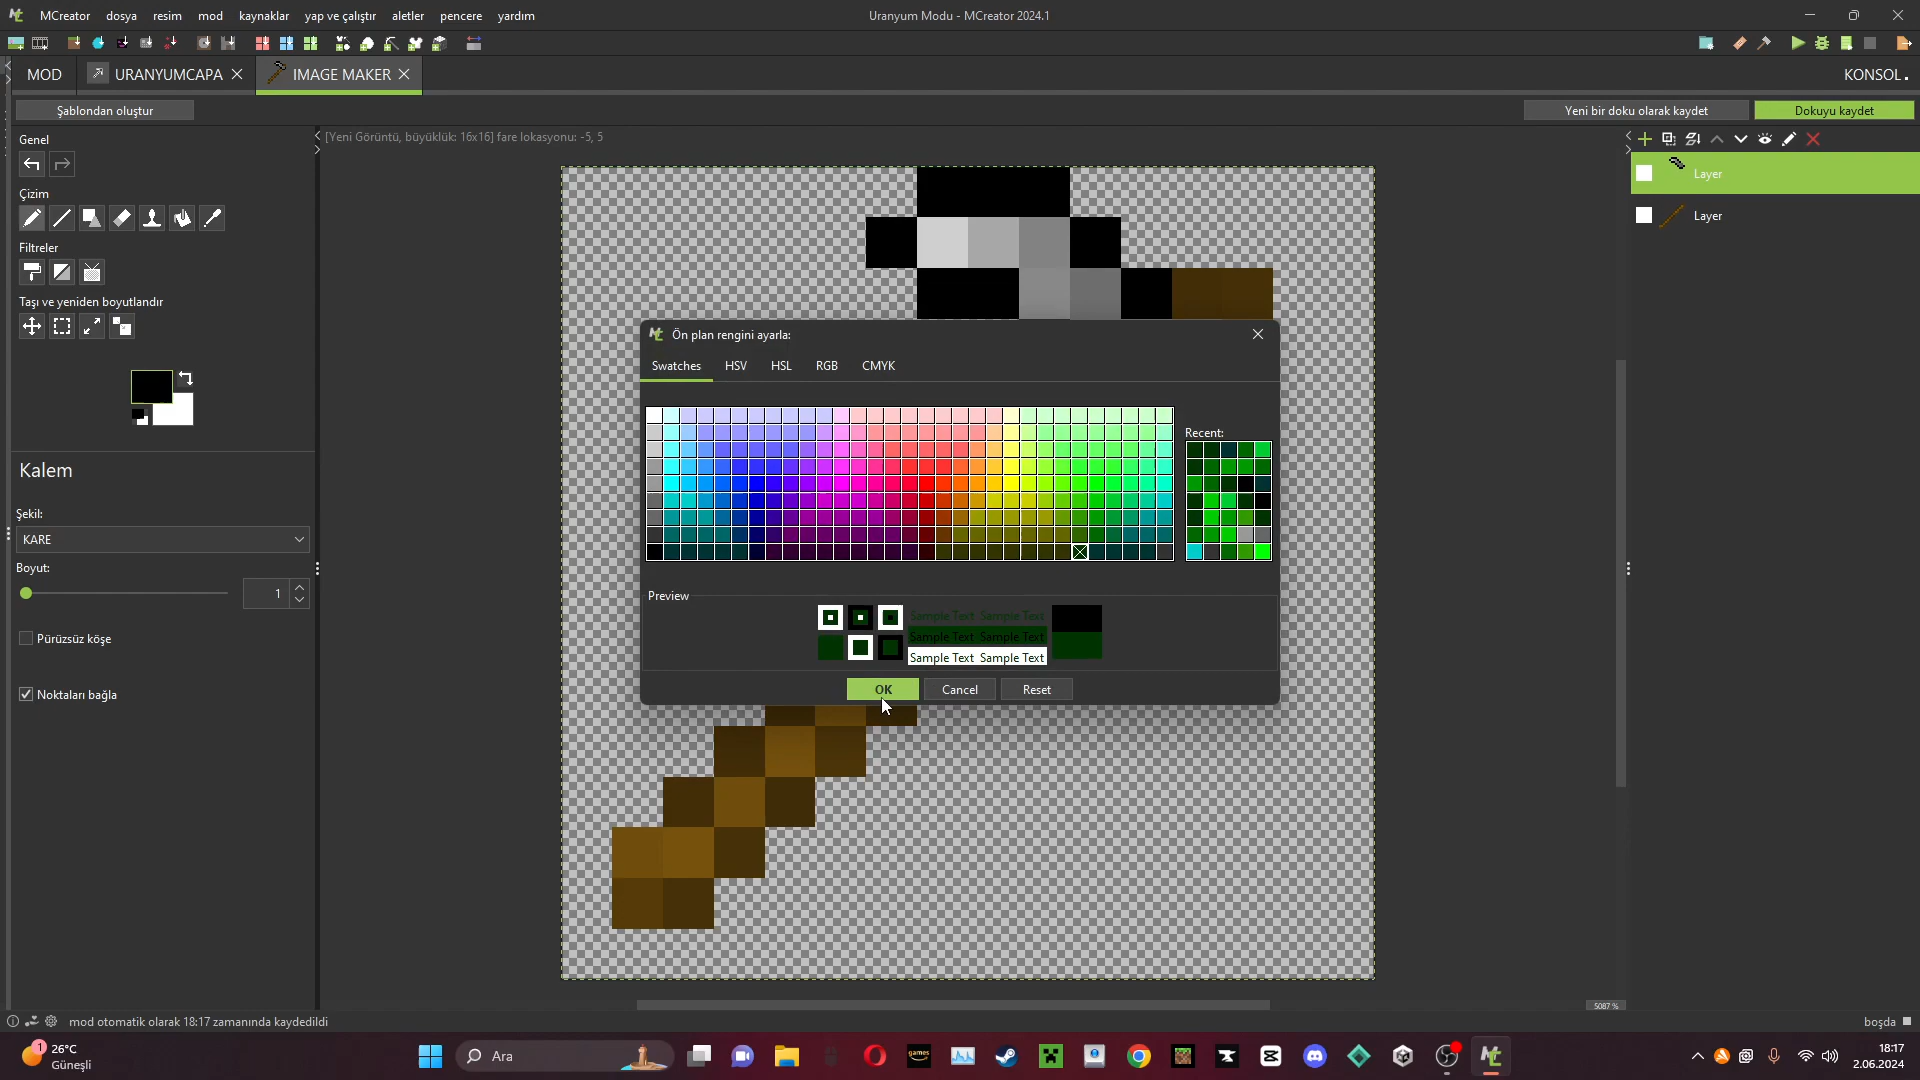 MCreator dosya resim mod kaynaklar yap ve çalıştır aletler pencere yardım
Uranyum Modu - MCreator 2024.1
MOD URANYUMCAPA IMAGE MAKER
KONSOL
Şablondan oluştur
Yeni bir doku olarak kaydet
Dokuyu kaydet
Genel
[Yeni Görüntü, büyüklük: 16x16] fare lokasyonu: -5, 5
Çizim
Layer
Layer
Filtreler
Taşı ve yeniden boyutlandır
Kalem
Şekil:
KARE
Boyut:
1
Pürüzsüz köşe
Noktaları bağla
Ön plan rengini ayarla:
Swatches HSV HSL RGB CMYK
Recent:
Preview
Sample Text Sample Text
Sample Text Sample Text
Sample Text Sample Text
OK Cancel Reset
5087 %
mod otomatik olarak 18:17 zamanında kaydedildi
boşda
1
26°C
Güneşli
Ara
games
18:17
2.06.2024